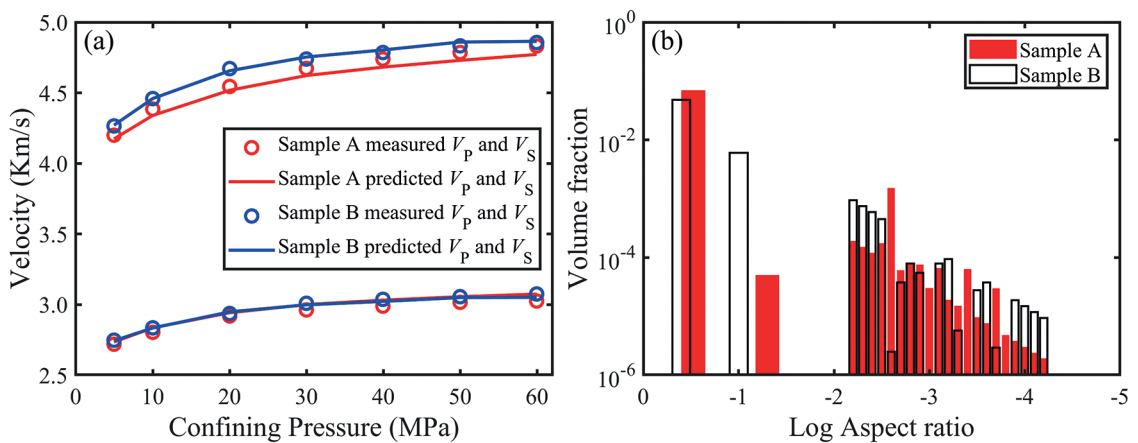 (a)
Velocity (Km/s)
5.0
4.5
4.0
3.5
3.0
2.5
Sample A measured VP and VS
Sample A predicted VP and VS
Sample B measured VP and VS
Sample B predicted VP and VS
10 20 30 40 50 60
Confining Pressure (MPa)
(b)
Volume fraction
10^0
10^-2
10^-4
10^-6
Sample A
Sample B
0 -1 -2 -3 -4 -5
Log Aspect ratio